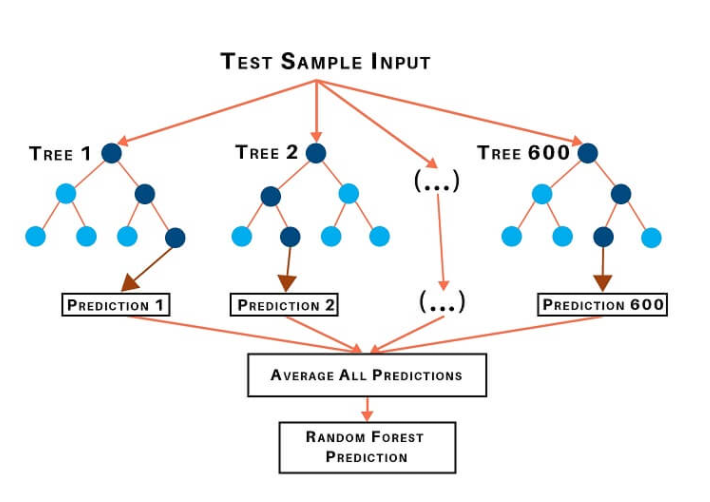 Test Sample Input
Tree 1
Tree 2
(...)
Tree 600
Prediction 1
Prediction 2
(...)
Prediction 600
Average All Predictions
Random Forest
Prediction